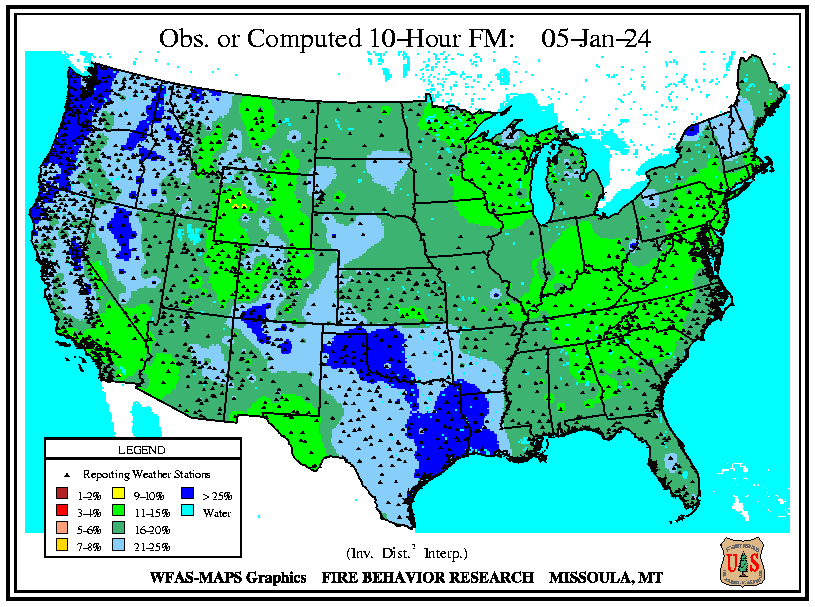 Obs. or Computed 10-Hour FM: 05-Jan-24
LEGEND
Reporting Weather Stations
1-2% 9-10% > 25%
3-4% 11-15% Water
5-6% 16-20%
7-8% 21-25%
(Inv. Dist.² Interp.)
WFAS-MAPS Graphics FIRE BEHAVIOR RESEARCH MISSOULA, MT
U S